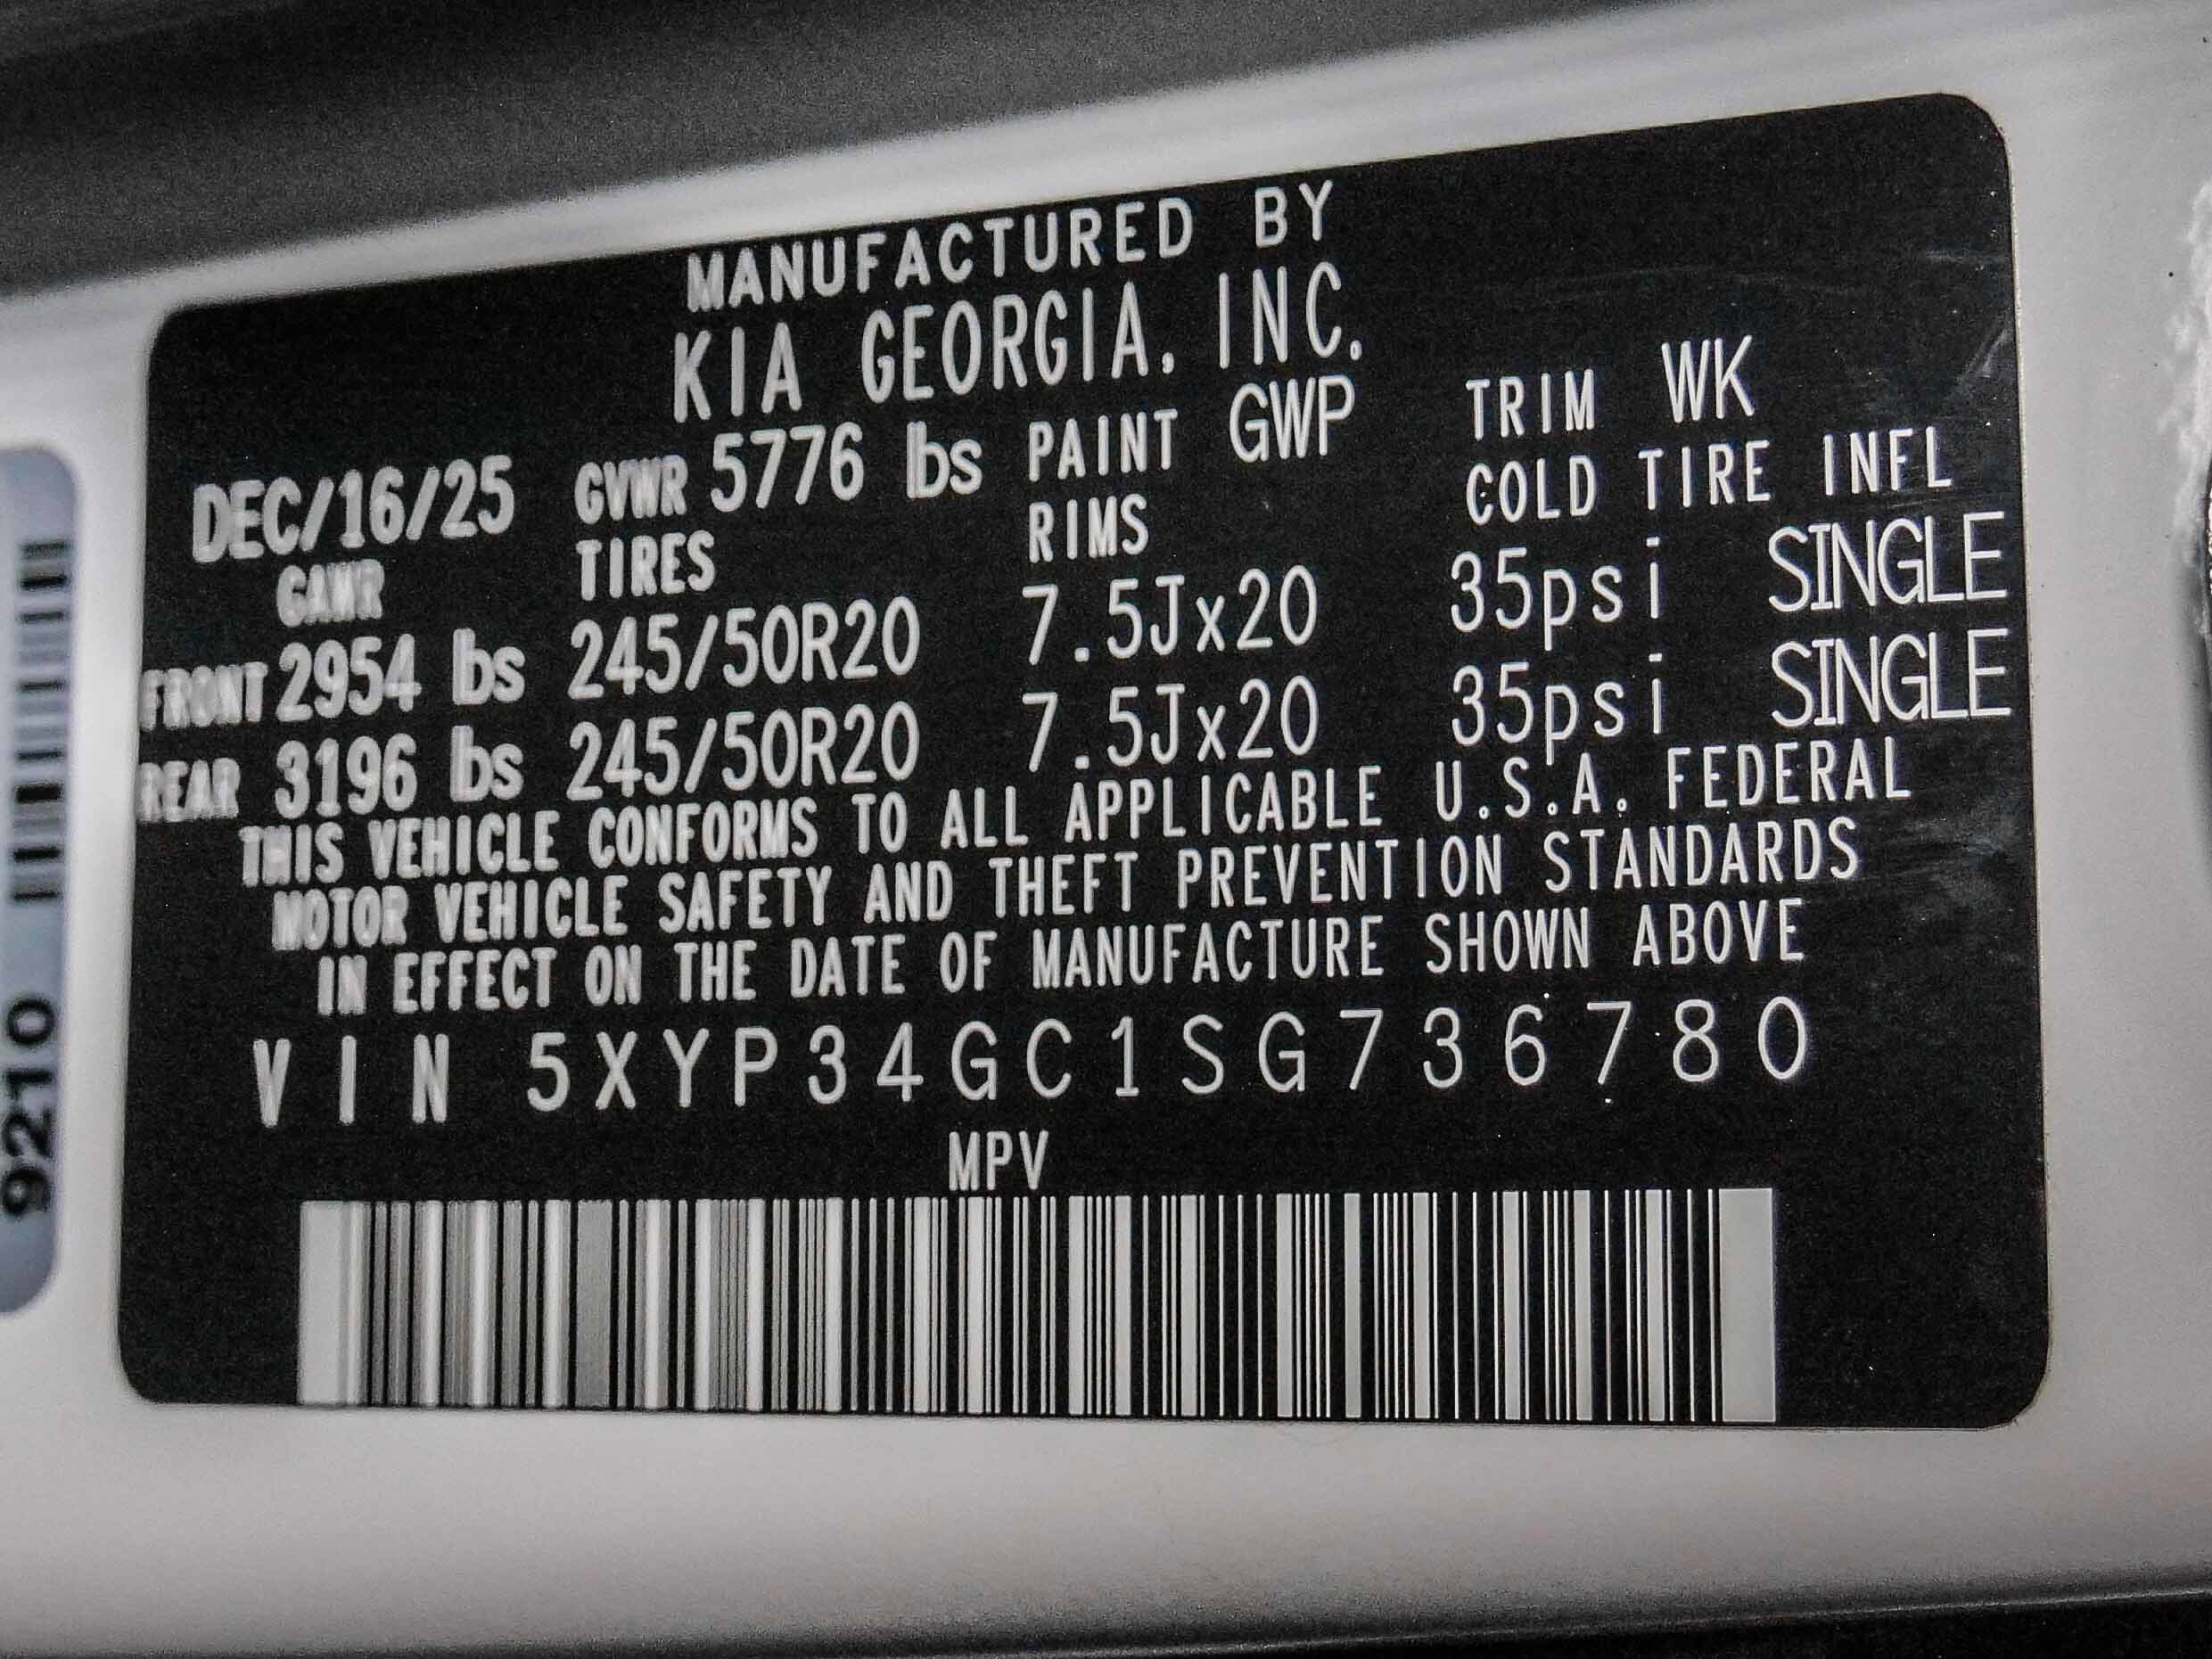 MANUFACTURED BY
KIA GEORGIA, INC.
DEC/16/25 GVWR 5776 lbs PAINT GWP TRIM WK
GAWR TIRES RIMS COLD TIRE INFL
FRONT 2954 lbs 245/50R20 7.5Jx20 35psi SINGLE
REAR 3196 lbs 245/50R20 7.5Jx20 35psi SINGLE
THIS VEHICLE CONFORMS TO ALL APPLICABLE U.S.A. FEDERAL
MOTOR VEHICLE SAFETY AND THEFT PREVENTION STANDARDS
IN EFFECT ON THE DATE OF MANUFACTURE SHOWN ABOVE
VIN 5XYP34GC1SG736780
MPV
9210